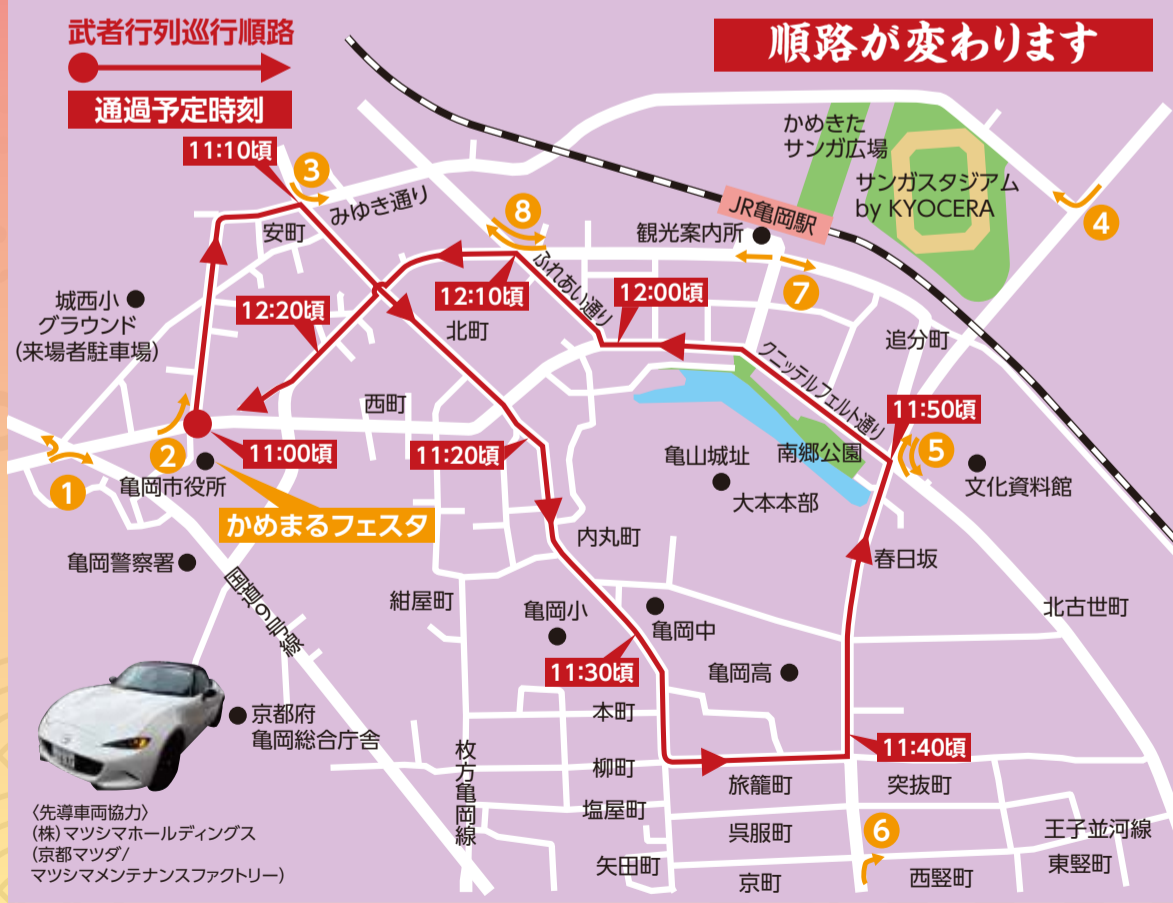 武者行列巡行順路
通過予定時刻
順路が変わります
11:10頃
3
みゆき通り
安町
かめきた
サンガ広場
サンガスタジアム
by KYOCERA
JR亀岡駅
4
8
観光案内所
ふれあい通り
7
12:10頃
12:00頃
12:20頃
城西小
グラウンド
(来場者駐車場)
北町
追分町
クニッテルフェルト通り
西町
11:50頃
2
11:00頃
11:20頃
亀山城址
南郷公園
5
1
亀岡市役所
大本本部
文化資料館
かめまるフェスタ
内丸町
春日坂
亀岡警察署
国道9号線
紺屋町
亀岡小
亀岡中
北古世町
11:30頃
亀岡高
京都府
亀岡総合庁舎
本町
11:40頃
枚方亀岡線
柳町
旅籠町
突抜町
塩屋町
呉服町
6
王子並河線
矢田町
京町
西竪町
東竪町
〈先導車両協力〉
(株)マツシマホールディングス
(京都マツダ/
マツシマメンテナンスファクトリー)